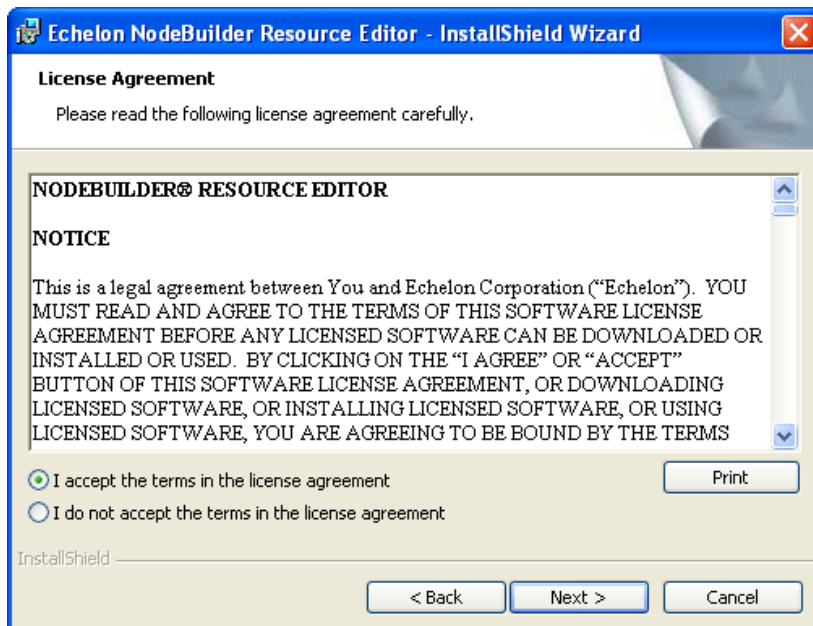 Echelon NodeBuilder Resource Editor - InstallShield Wizard
License Agreement
Please read the following license agreement carefully.
NODEBUILDER® RESOURCE EDITOR
NOTICE
This is a legal agreement between You and Echelon Corporation (“Echelon”).  YOU
MUST READ AND AGREE TO THE TERMS OF THIS SOFTWARE LICENSE
AGREEMENT BEFORE ANY LICENSED SOFTWARE CAN BE DOWNLOADED OR
INSTALLED OR USED.  BY CLICKING ON THE “I AGREE” OR “ACCEPT”
BUTTON OF THIS SOFTWARE LICENSE AGREEMENT, OR DOWNLOADING
LICENSED SOFTWARE, OR INSTALLING LICENSED SOFTWARE, OR USING
LICENSED SOFTWARE, YOU ARE AGREEING TO BE BOUND BY THE TERMS
I accept the terms in the license agreement
Print
I do not accept the terms in the license agreement
InstallShield
< Back Next > Cancel